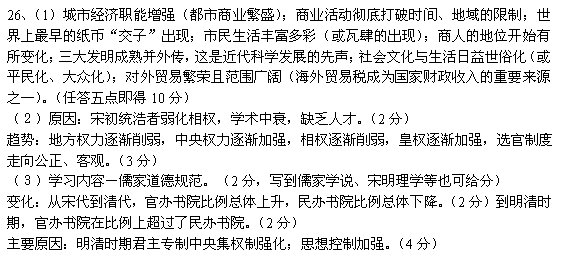 26、（1）城市经济职能增强（都市商业繁盛）；商业活动彻底打破时间、地域的限制；世
界上最早的纸币“交子”出现；市民生活丰富多彩（或瓦肆的出现）；商人的地位开始有
所变化；三大发明成熟并外传，这是近代科学发展的先声；社会文化与生活日益世俗化（或
平民化、大众化）；对外贸易繁荣且范围广阔（海外贸易税成为国家财政收入的重要来源
之一）。（任答五点即得 10 分）
（2）原因：宋初统治者弱化相权，学术中衰，缺乏人才。（2 分）
趋势：地方权力逐渐削弱，中央权力逐渐加强，相权逐渐削弱，皇权逐渐加强，选官制度
走向公正、客观。（3 分）
（3）学习内容—儒家道德规范。（2 分，写到儒家学说、宋明理学等也可给分）
变化：从宋代到清代，官办书院比例总体上升，民办书院比例总体下降。（2 分）到明清时
期，官办书院在比例上超过了民办书院。（2 分）
主要原因：明清时期君主专制中央集权制强化；思想控制加强。（4 分）